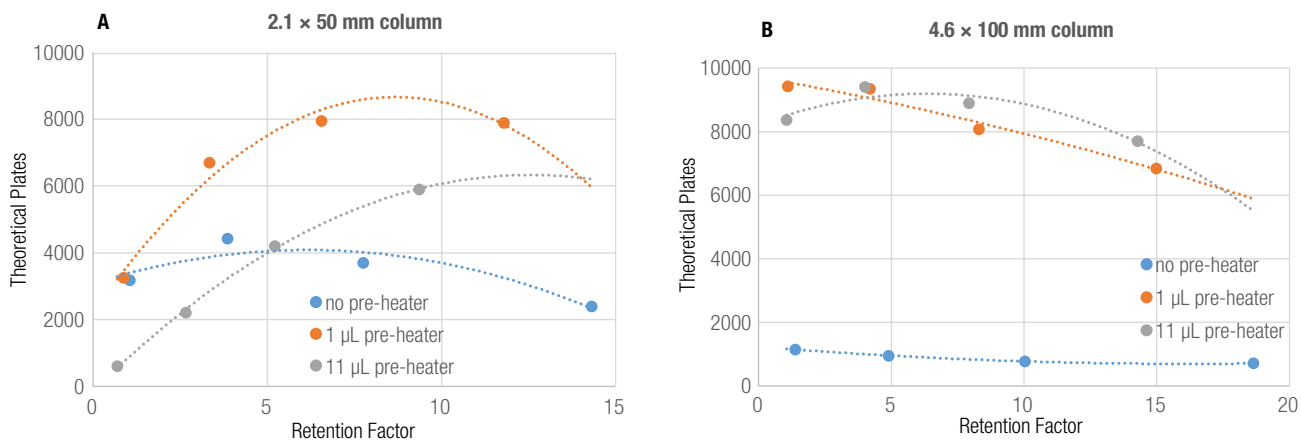 A
2.1 × 50 mm column
10000
8000
6000
4000
2000
0
Theoretical Plates
no pre-heater
1 µL pre-heater
11 µL pre-heater
0 5 10 15
Retention Factor
B
4.6 × 100 mm column
10000
8000
6000
4000
2000
0
Theoretical Plates
no pre-heater
1 µL pre-heater
11 µL pre-heater
0 5 10 15 20
Retention Factor